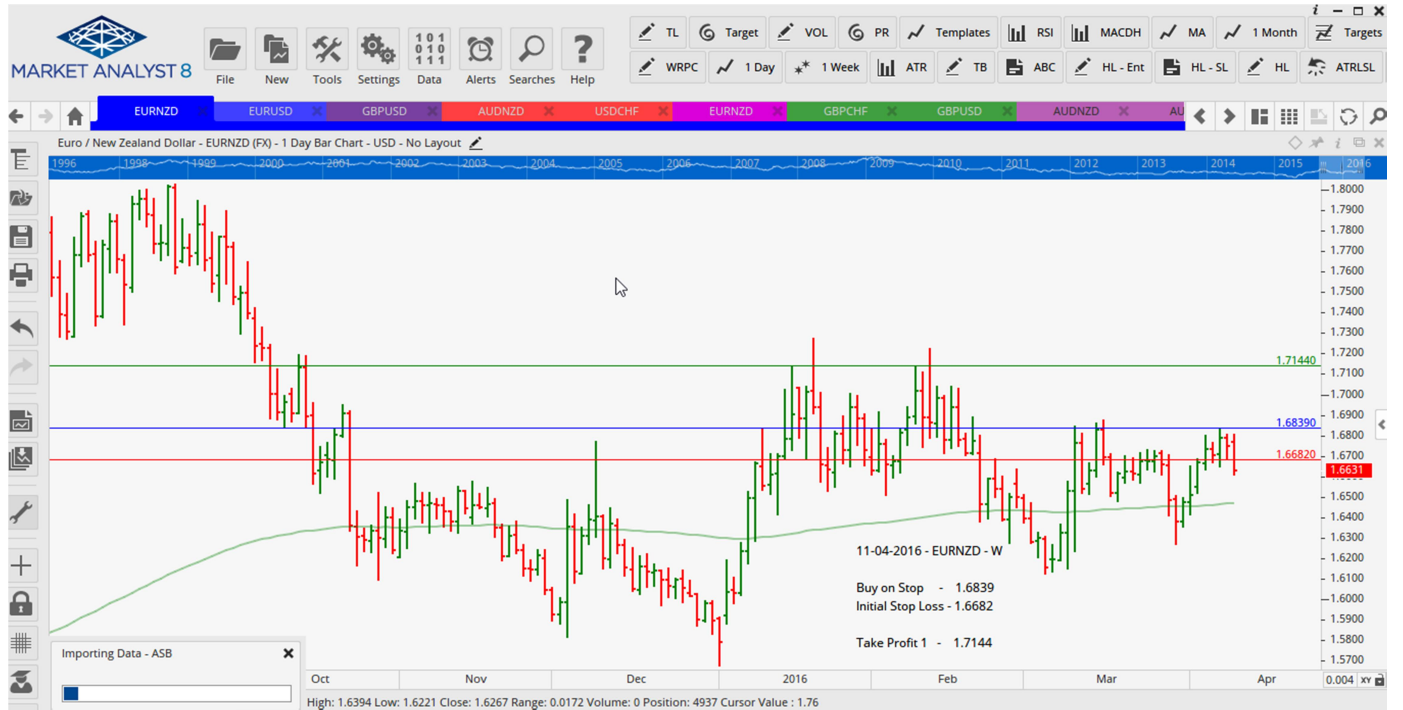 i
TL Target VOL PR Templates RSI MACDH MA 1 Month Targets
101
010
111
?
MARKET ANALYST 8
File New Tools Settings Data Alerts Searches Help
WRPC 1 Day 1 Week ATR TB ABC HL - Ent HL - SL HL ATRLSL
EURNZD EURUSD GBPUSD AUDNZD USDCHF EURNZD GBPCHF GBPUSD AUDNZD AU
Euro / New Zealand Dollar - EURNZD (FX) - 1 Day Bar Chart - USD - No Layout
1996 1998 1999 2000 2001 2002 2003 2004 2005 2006 2007 2008 2009 2010 2011 2012 2013 2014 2015 2016
1.8000
1.7900
1.7800
1.7700
1.7600
1.7500
1.7400
1.7300
1.7200
1.71440
1.7100
1.7000
1.6900
1.68390
1.6800
1.66820
1.6700
1.6631
1.6500
1.6400
1.6300
1.6200
1.6100
1.6000
1.5900
1.5800
1.5700
11-04-2016 - EURNZD - W
Buy on Stop - 1.6839
Initial Stop Loss - 1.6682
Take Profit 1 - 1.7144
Importing Data - ASB
Oct Nov Dec 2016 Feb Mar Apr 0.004 XY
High: 1.6394 Low: 1.6221 Close: 1.6267 Range: 0.0172 Volume: 0 Position: 4937 Cursor Value : 1.76